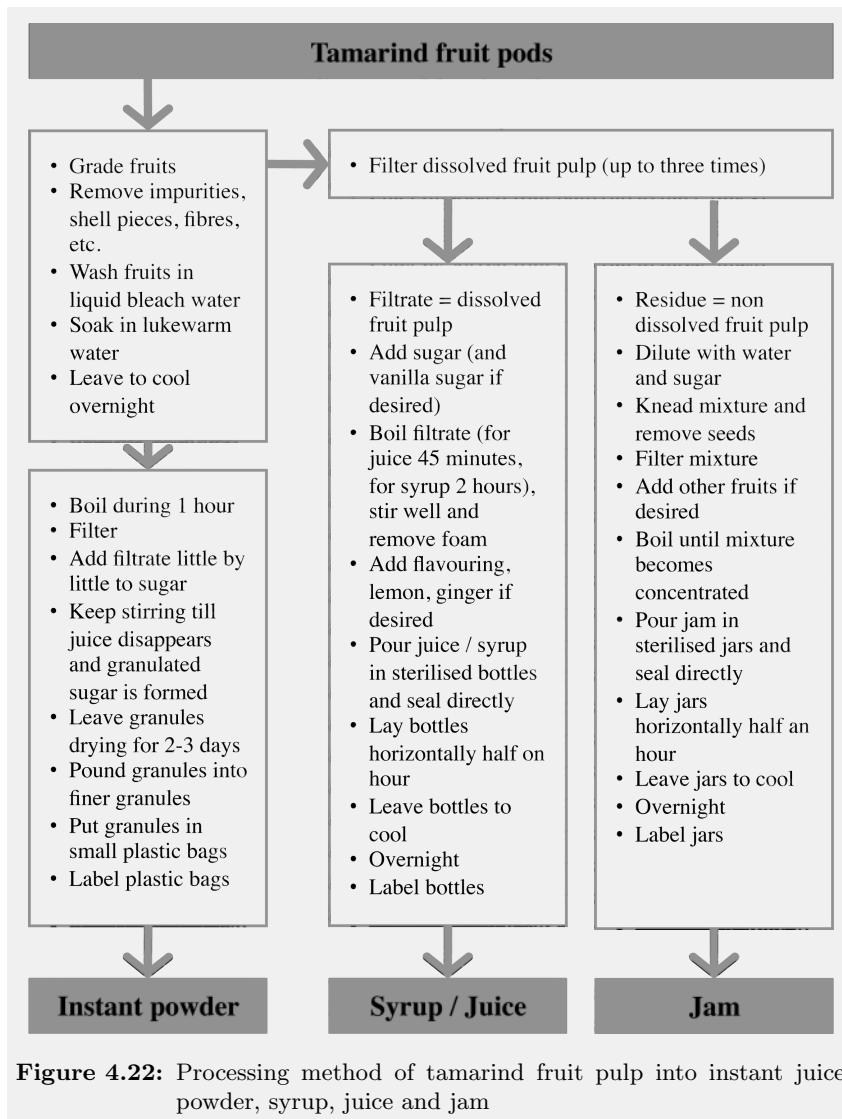 Tamarind fruit pods
• Grade fruits
• Remove impurities,
shell pieces, fibres,
etc.
• Wash fruits in
liquid bleach water
• Soak in lukewarm
water
• Leave to cool
overnight
• Filter dissolved fruit pulp (up to three times)
• Boil during 1 hour
• Filter
• Add filtrate little by
little to sugar
• Keep stirring till
juice disappears
and granulated
sugar is formed
• Leave granules
drying for 2-3 days
• Pound granules into
finer granules
• Put granules in
small plastic bags
• Label plastic bags
• Filtrate = dissolved
fruit pulp
• Add sugar (and
vanilla sugar if
desired)
• Boil filtrate (for
juice 45 minutes,
for syrup 2 hours),
stir well and
remove foam
• Add flavouring,
lemon, ginger if
desired
• Pour juice / syrup
in sterilised bottles
and seal directly
• Lay bottles
horizontally half on
hour
• Leave bottles to
cool
• Overnight
• Label bottles
• Residue = non
dissolved fruit pulp
• Dilute with water
and sugar
• Knead mixture and
remove seeds
• Filter mixture
• Add other fruits if
desired
• Boil until mixture
becomes
concentrated
• Pour jam in
sterilised jars and
seal directly
• Lay jars
horizontally half an
hour
• Leave jars to cool
• Overnight
• Label jars
Instant powder
Syrup / Juice
Jam
Figure 4.22: Processing method of tamarind fruit pulp into instant juice
powder, syrup, juice and jam